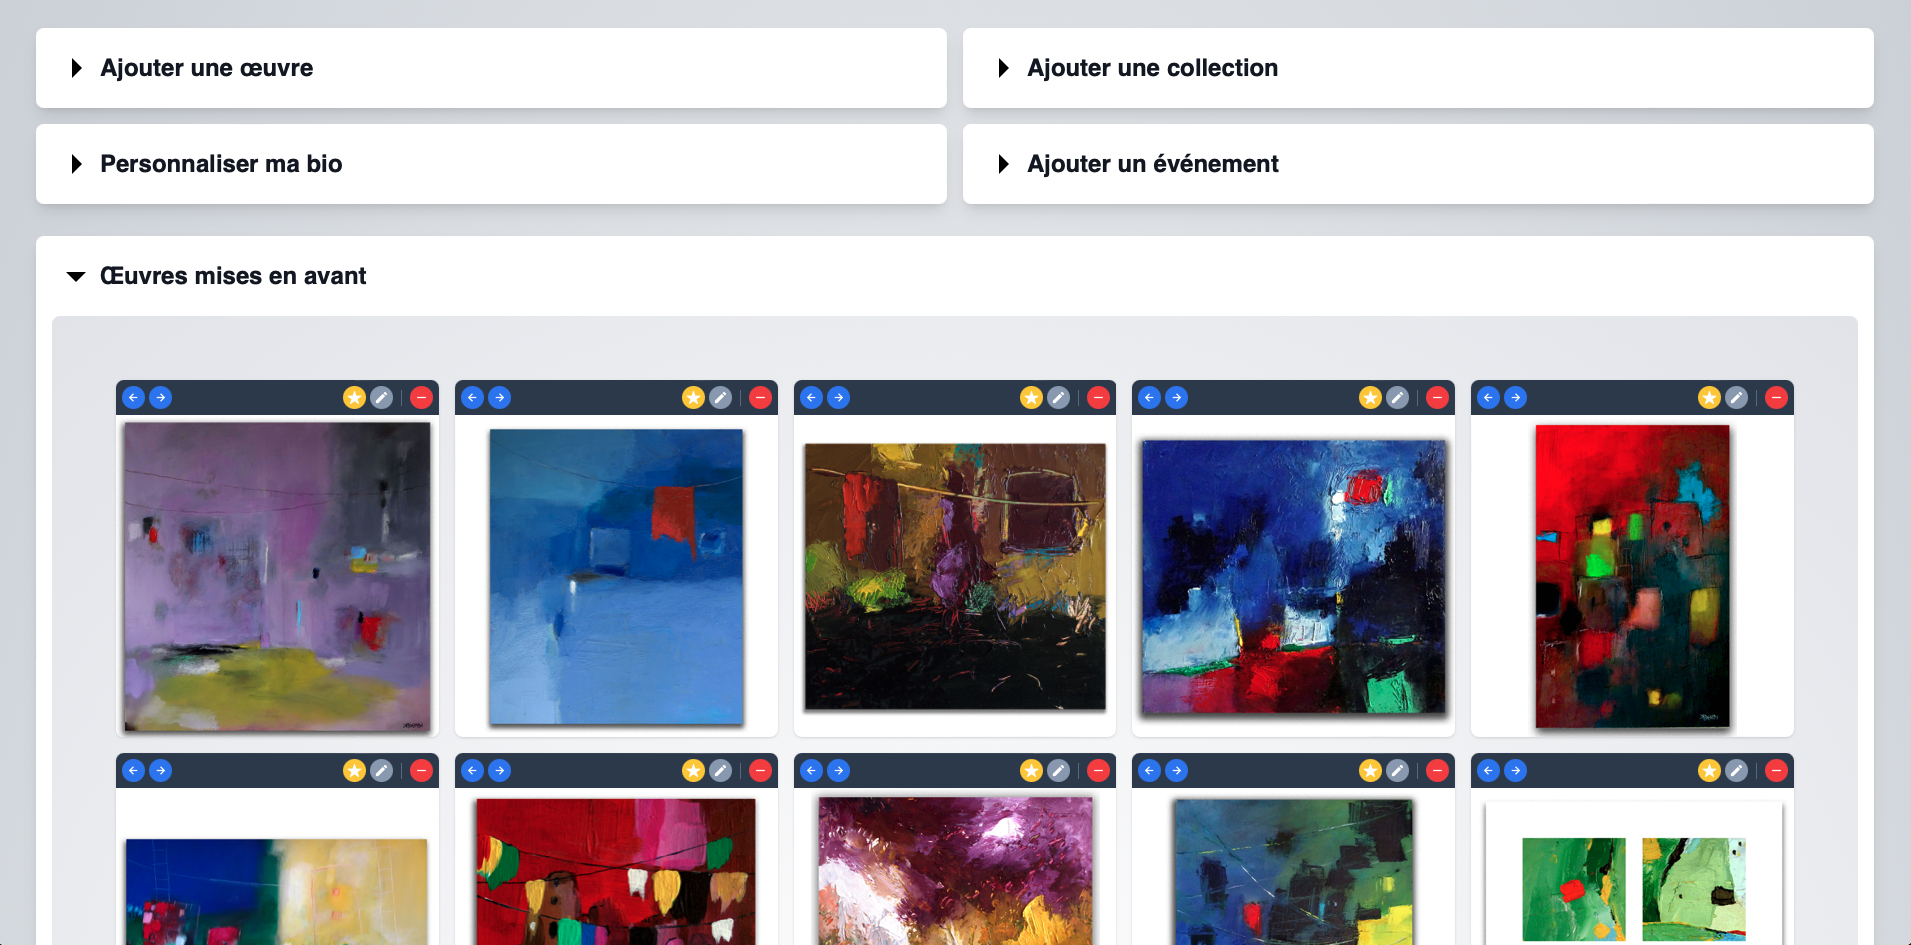 Ajouter une œuvre
Ajouter une collection
Personnaliser ma bio
Ajouter un événement
Œuvres mises en avant